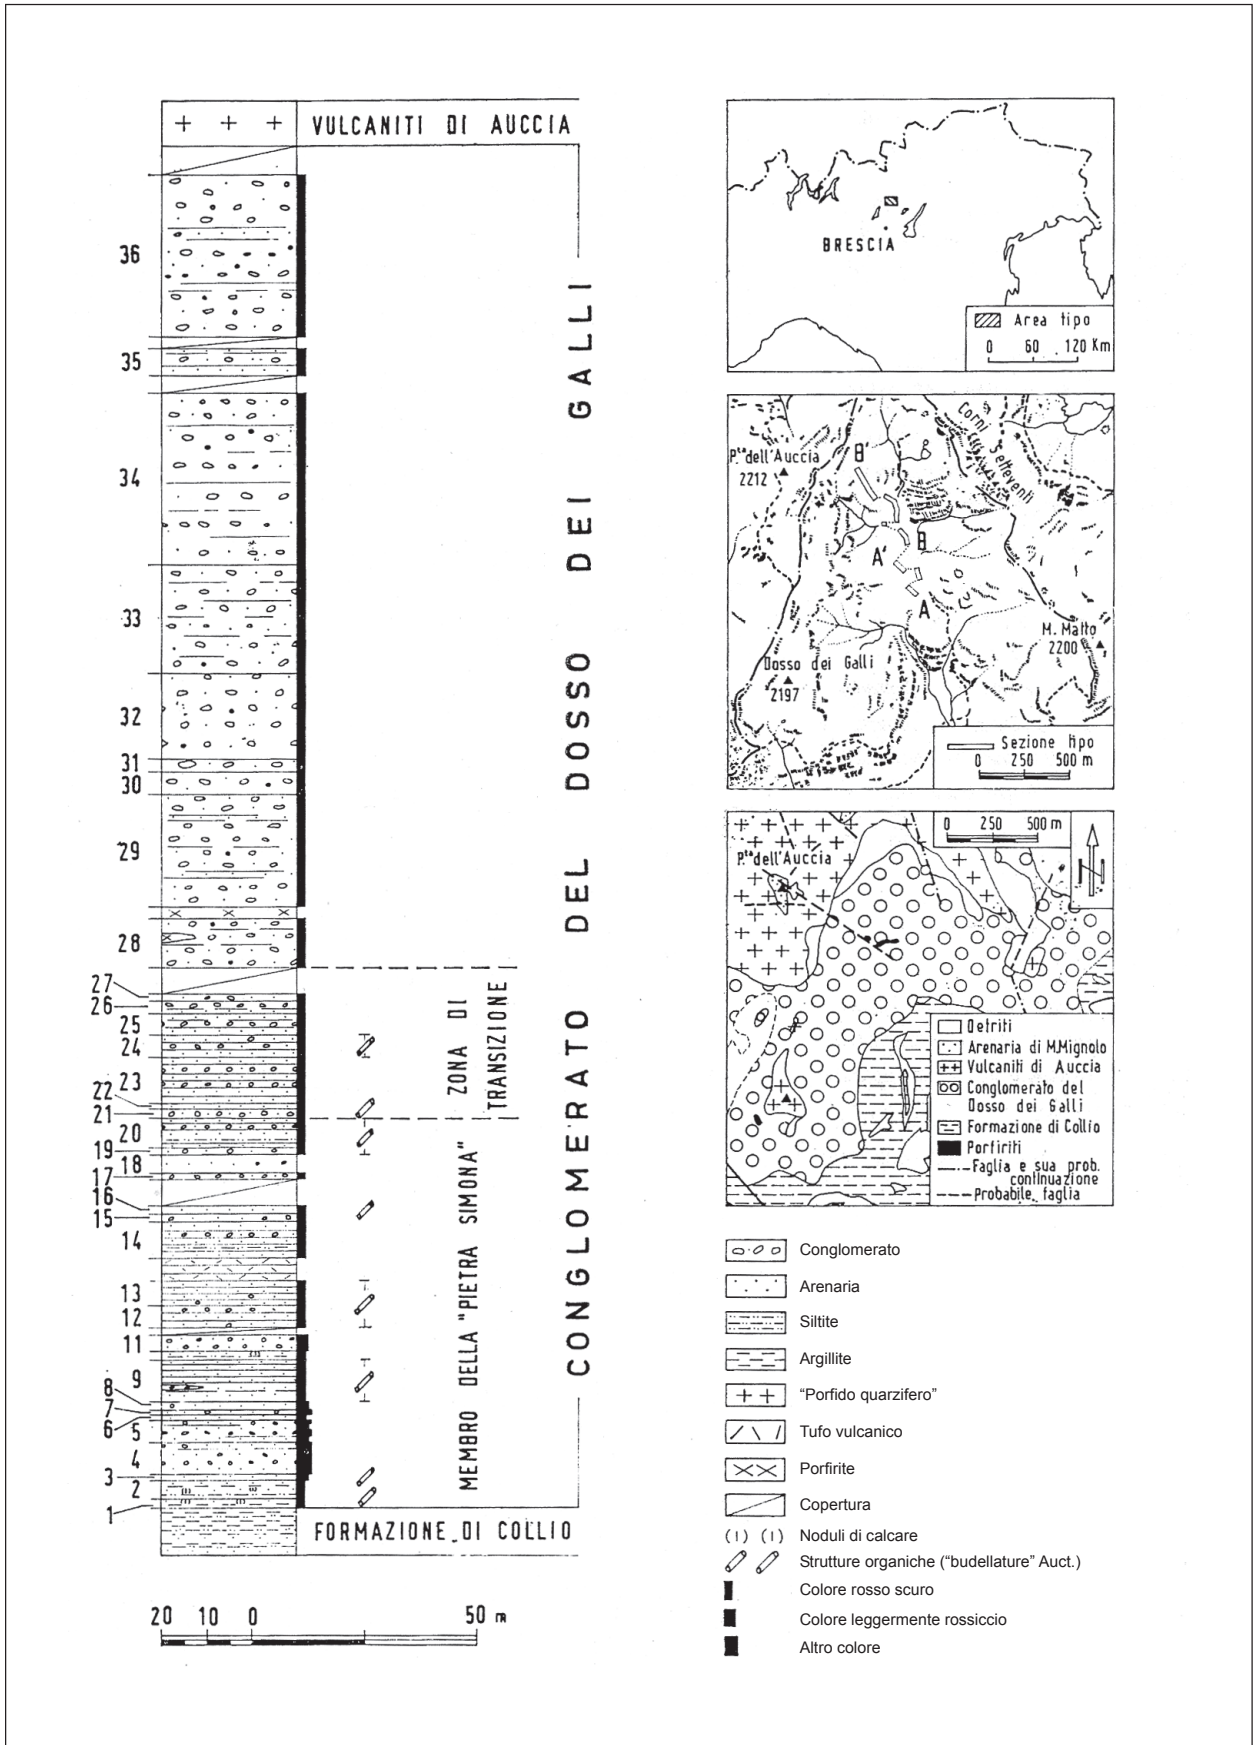 VULCANITI DI AUCCIA
36
35
34
33
32
31
30
29
28
27
26
25
24
23
22
21
20
19
18
17
16
15
14
13
12
11
9
8
7
6
5
4
3
2
1
ZONA DI
TRANSIZIONE
MEMBRO DELLA "PIETRA SIMONA"
CONGLOMERATO DEL DOSSO DEI GALLI
FORMAZIONE DI COLLIO
20 10 0 50 m
BRESCIA
Area tipo
0 60 120 Km
P.ta dell'Auccia
2212
Corni Setteventi
B'
B
A'
A
M. Matto
2200
Dosso dei Galli
2197
Sezione tipo
0 250 500 m
0 250 500 m
N
P.ta dell'Auccia
Detriti
Arenaria di M.Mignolo
Vulcaniti di Auccia
Conglomerato del
Dosso dei Galli
Formazione di Collio
Porfiriti
Faglia e sua prob.
continuazione
Probabile faglia
Conglomerato
Arenaria
Siltite
Argillite
“Porfido quarzifero”
Tufo vulcanico
Porfirite
Copertura
Noduli di calcare
Strutture organiche (“budellature” Auct.)
Colore rosso scuro
Colore leggermente rossiccio
Altro colore